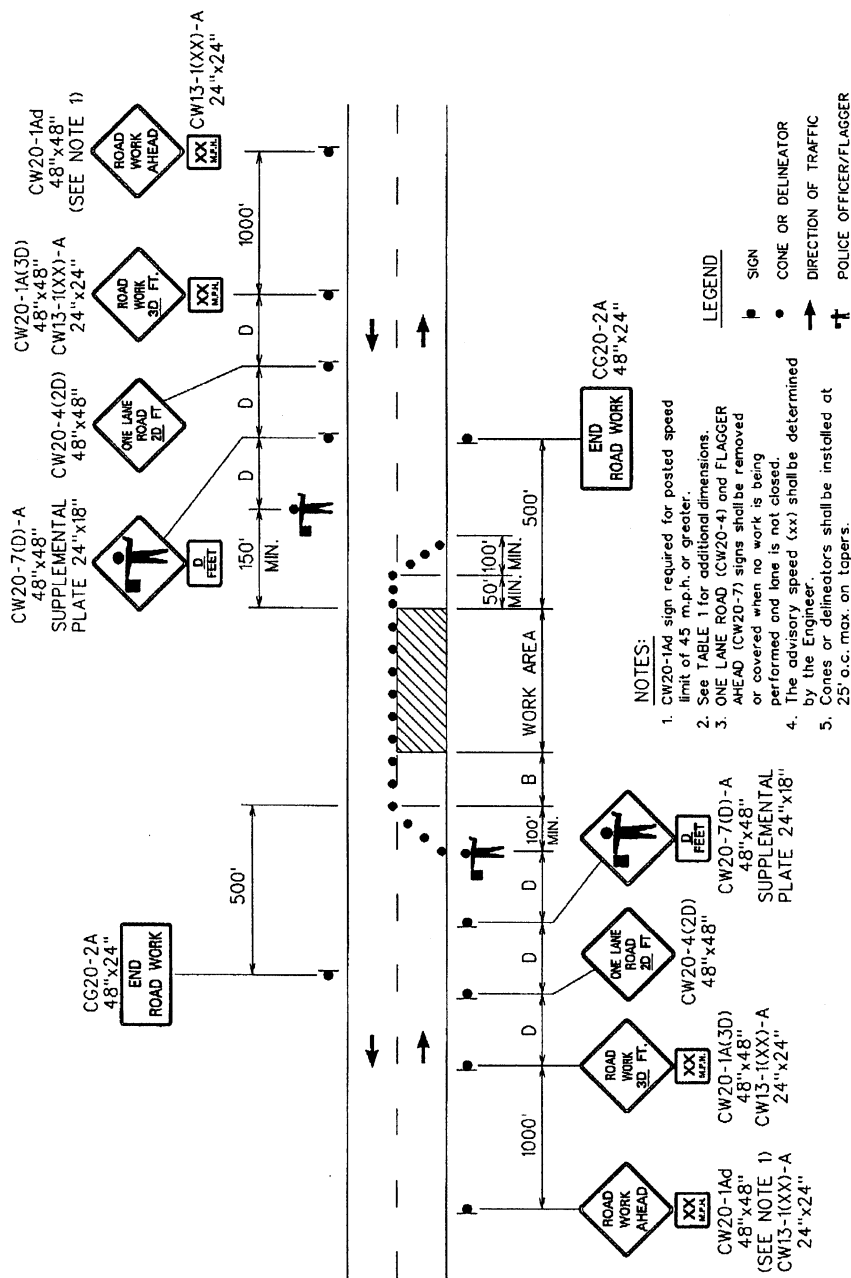 CW20-1Ad
48"x48"
(SEE NOTE 1)
ROAD
WORK
AHEAD
XX
M.P.H.
CW13-1(XX)-A
24"x24"
CW20-1A(3D)
48"x48"
CW13-1(XX)-A
24"x24"
ROAD
WORK
3D FT.
XX
M.P.H.
CW20-4(2D)
48"x48"
ONE LANE
ROAD
2D FT
CW20-7(D)-A
48"x48"
SUPPLEMENTAL
PLATE 24"x18"
D
FEET
1000'
D
D
D
150'
MIN.
CG20-2A
48"x24"
END
ROAD WORK
500'
CG20-2A
48"x24"
END
ROAD WORK
500'
100'
MIN.
50'
MIN.
WORK AREA
B
100'
MIN.
D
D
D
1000'
D
FEET
CW20-7(D)-A
48"x48"
SUPPLEMENTAL
PLATE 24"x18"
ONE LANE
ROAD
2D FT
CW20-4(2D)
48"x48"
ROAD
WORK
3D FT.
XX
M.P.H.
CW20-1A(3D)
48"x48"
CW13-1(XX)-A
24"x24"
ROAD
WORK
AHEAD
XX
M.P.H.
CW20-1Ad
48"x48"
(SEE NOTE 1)
CW13-1(XX)-A
24"x24"
NOTES:
1. CW20-1Ad sign required for posted speed
limit of 45 m.p.h. or greater.
2. See TABLE 1 for additional dimensions.
3. ONE LANE ROAD (CW20-4) and FLAGGER
AHEAD (CW20-7) signs shall be removed
or covered when no work is being
performed and lane is not closed.
4. The advisory speed (xx) shall be determined
by the Engineer.
5. Cones or delineators shall be installed at
25' o.c. max. on tapers.
LEGEND
SIGN
CONE OR DELINEATOR
DIRECTION OF TRAFFIC
POLICE OFFICER/FLAGGER